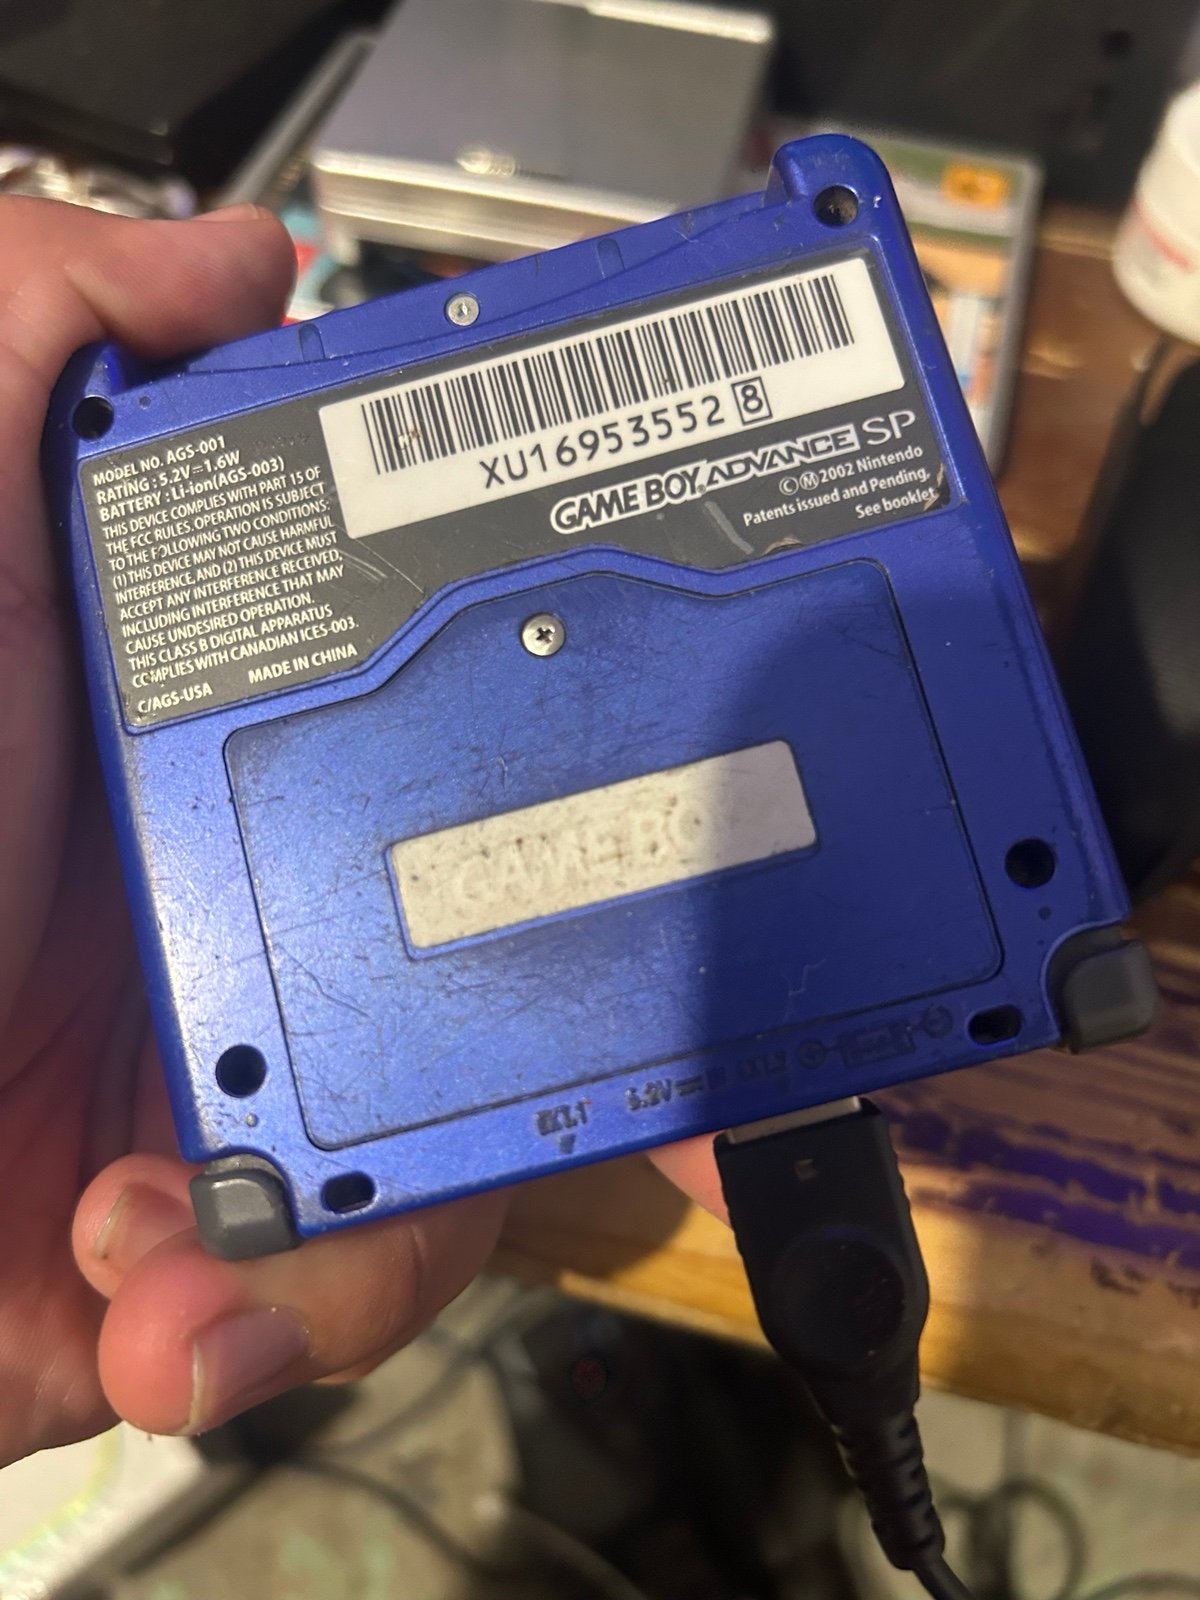 XU16953552 8
GAME BOY ADVANCE SP
©Ⓜ2002 Nintendo
Patents issued and Pending,
See booklet.
MODEL NO. AGS-001
RATING : 5.2V⎓1.6W
BATTERY : Li-ion(AGS-003)
THIS DEVICE COMPLIES WITH PART 15 OF
THE FCC RULES. OPERATION IS SUBJECT
TO THE FOLLOWING TWO CONDITIONS:
(1) THIS DEVICE MAY NOT CAUSE HARMFUL
INTERFERENCE, AND (2) THIS DEVICE MUST
ACCEPT ANY INTERFERENCE RECEIVED,
INCLUDING INTERFERENCE THAT MAY
CAUSE UNDESIRED OPERATION.
THIS CLASS B DIGITAL APPARATUS
COMPLIES WITH CANADIAN ICES-003.
C/AGS-USA MADE IN CHINA
GAME BO
EXT.1 5.2V⎓ EXT.2